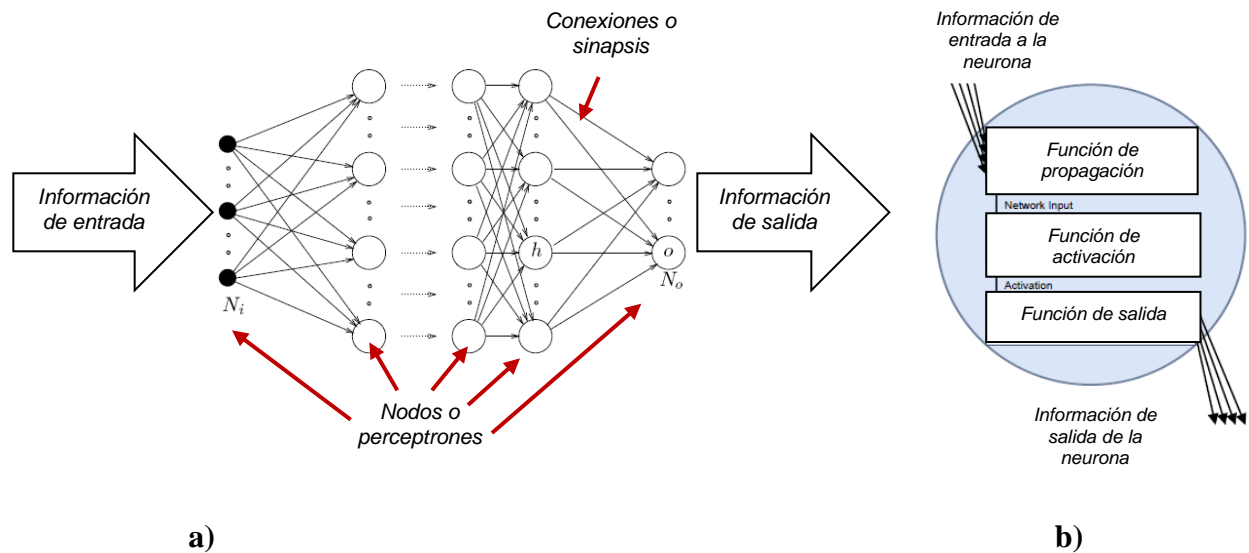 Conexiones o
sinapsis
Información
de entrada
N_i
h
o
N_o
Información
de salida
Nodos o
perceptrones
a)
Información de
entrada a la
neurona
Función de
propagación
Network Input
Función de
activación
Activation
Función de salida
Información de
salida de la
neurona
b)